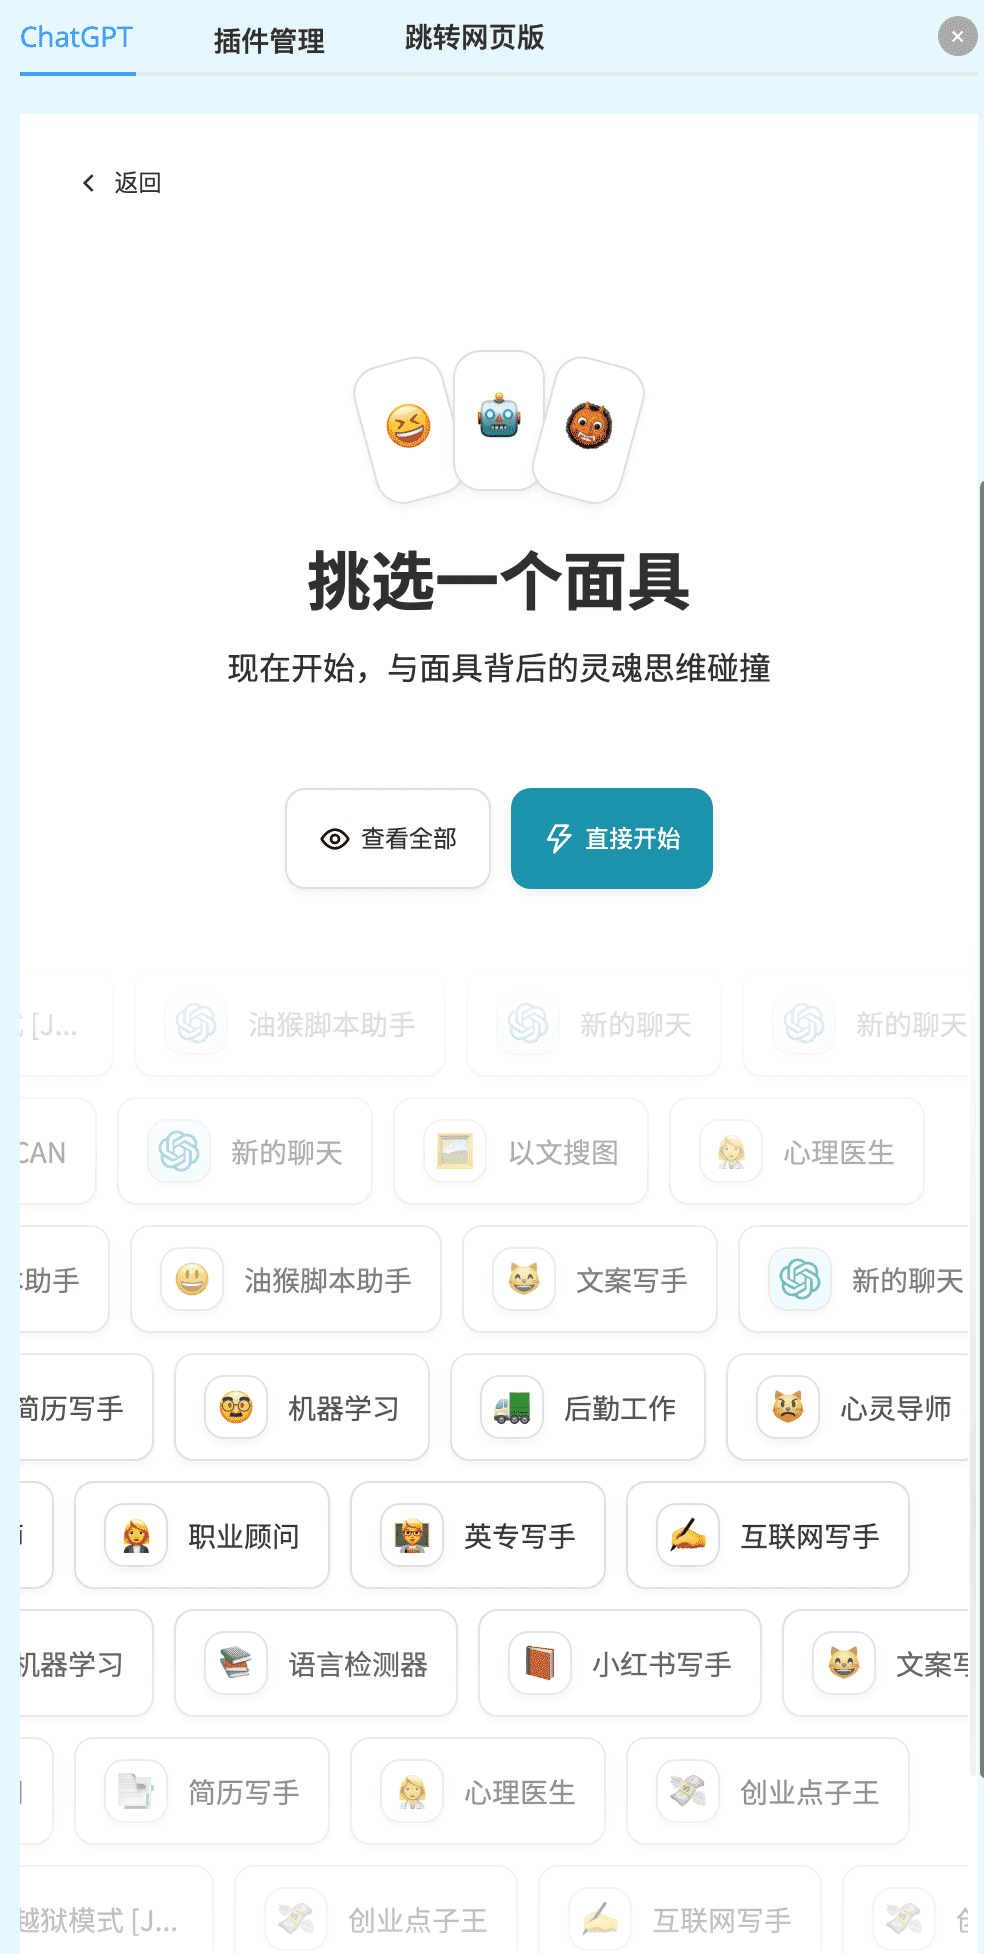 ChatGPT 插件管理 跳转网页版
返回
挑选一个面具
现在开始，与面具背后的灵魂思维碰撞
查看全部 直接开始
[J... 油猴脚本助手 新的聊天 新的聊天
CAN 新的聊天 以文搜图 心理医生
助手 油猴脚本助手 文案写手 新的聊天
简历写手 机器学习 后勤工作 心灵导师
职业顾问 英专写手 互联网写手
机器学习 语言检测器 小红书写手 文案写
简历写手 心理医生 创业点子王
越狱模式 [J... 创业点子王 互联网写手